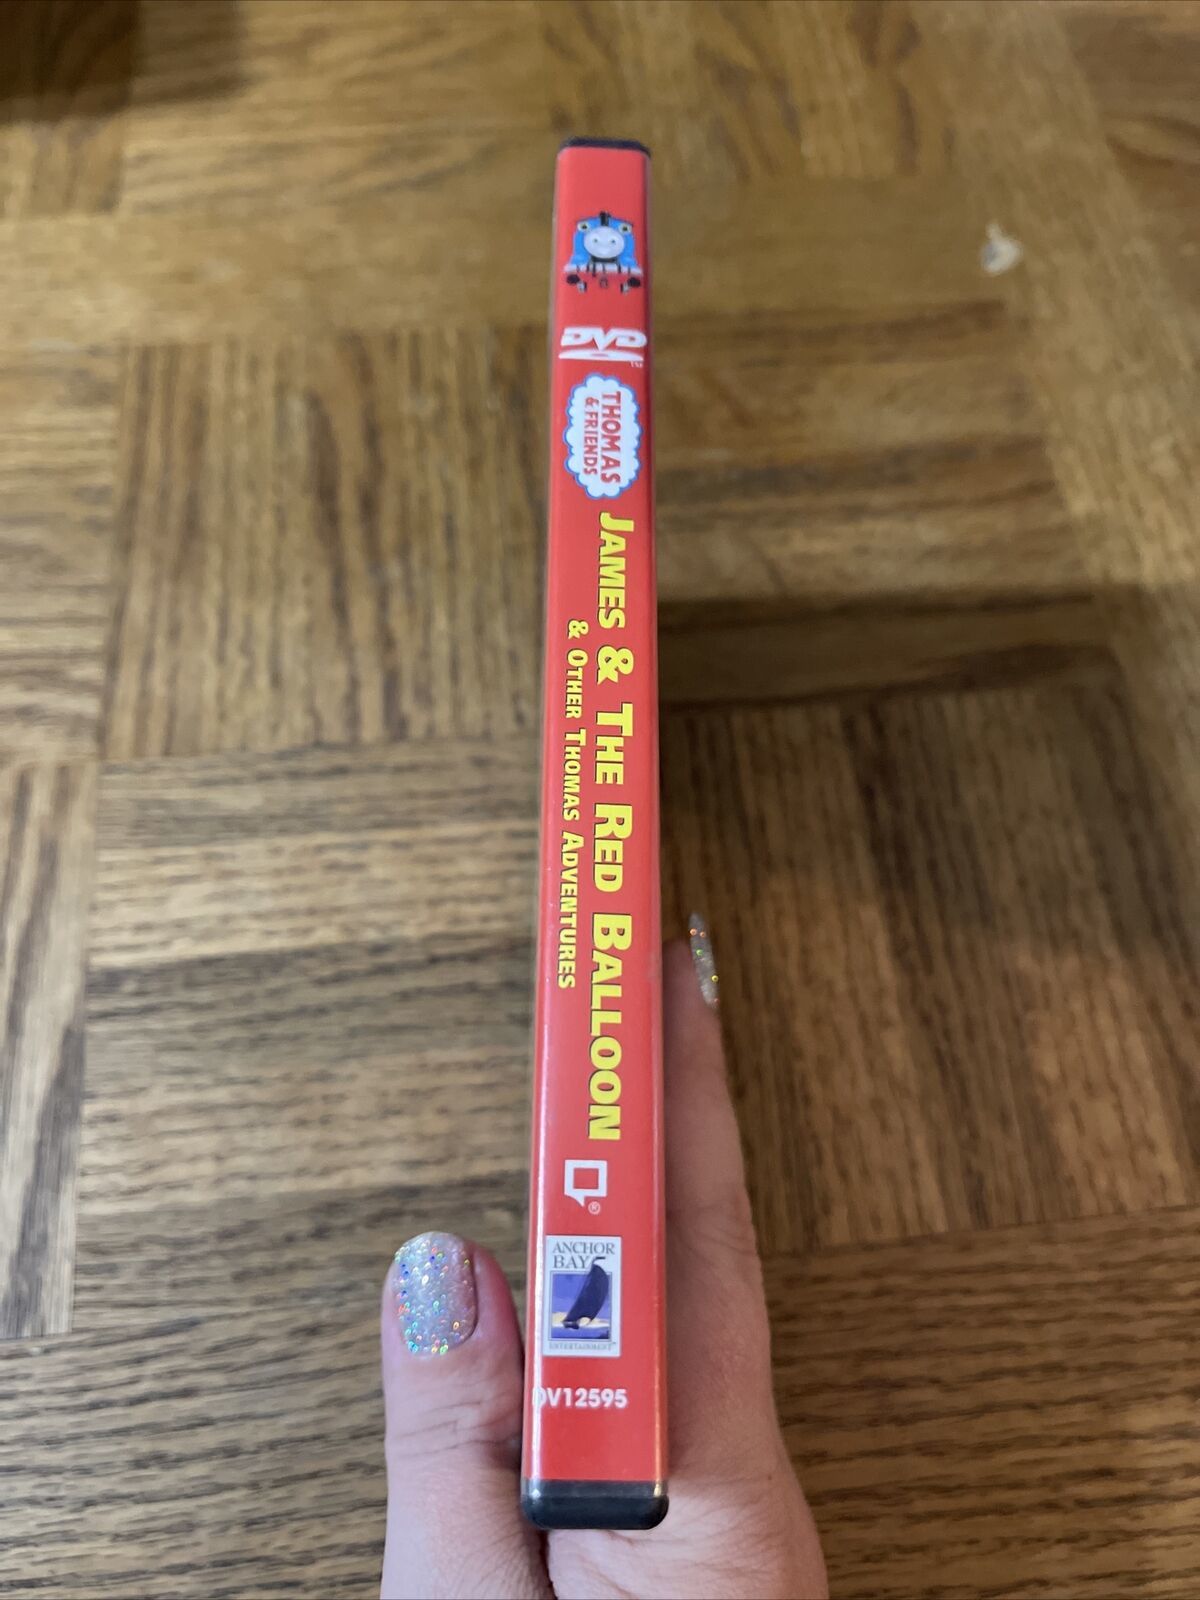 DVD
THOMAS
& FRIENDS
JAMES & THE RED BALLOON
& OTHER THOMAS ADVENTURES
®
ANCHOR
BAY
ENTERTAINMENT
DV12595